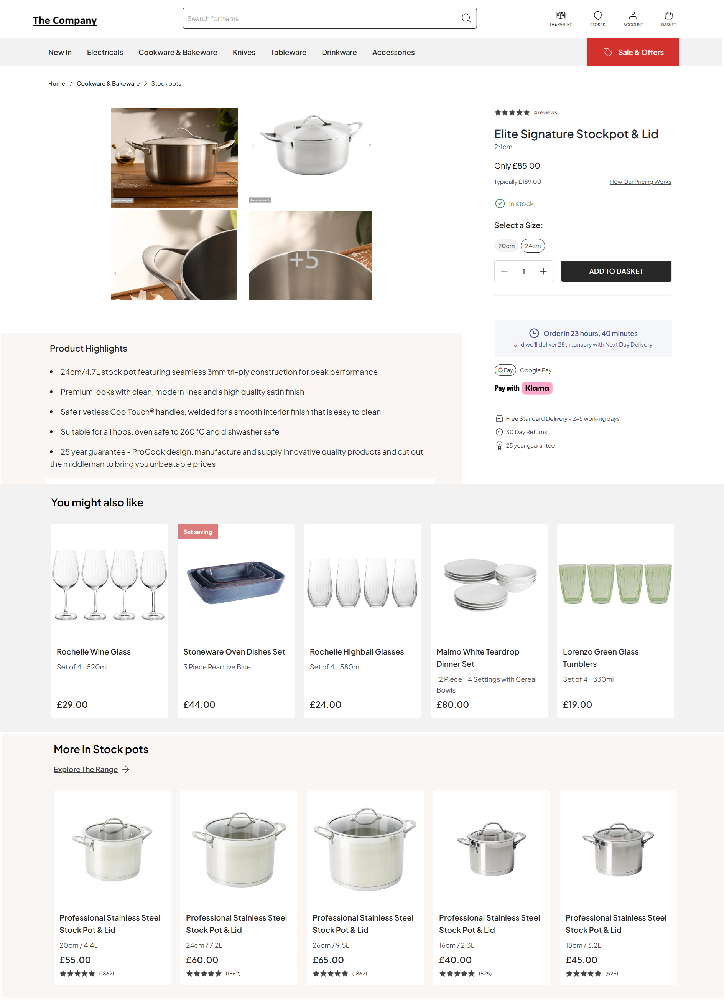 The Company
Search for items
THE PANTRY
STORES
ACCOUNT
BASKET
New In
Electricals
Cookware & Bakeware
Knives
Tableware
Drinkware
Accessories
Sale & Offers
Home > Cookware & Bakeware > Stock pots
12 people viewing this.
12 people viewing this.
+5
4 reviews
Elite Signature Stockpot & Lid
24cm
Only £85.00
Typically £189.00
How Our Pricing Works
In stock
Select a Size:
20cm
24cm
1
ADD TO BASKET
Order in 23 hours, 40 minutes
and we'll deliver 28th January with Next Day Delivery
G Pay Google Pay
Pay with Klarna
Free Standard Delivery - 2-5 working days
30 Day Returns
25 year guarantee
Product Highlights
• 24cm/4.7L stock pot featuring seamless 3mm tri-ply construction for peak performance
• Premium looks with clean, modern lines and a high quality satin finish
• Safe rivetless CoolTouch® handles, welded for a smooth interior finish that is easy to clean
• Suitable for all hobs, oven safe to 260°C and dishwasher safe
• 25 year guarantee - ProCook design, manufacture and supply innovative quality products and cut out
the middleman to bring you unbeatable prices
You might also like
Rochelle Wine Glass
Set of 4 - 520ml
£29.00
Set saving
Stoneware Oven Dishes Set
3 Piece Reactive Blue
£44.00
Rochelle Highball Glasses
Set of 4 - 580ml
£24.00
Malmo White Teardrop
Dinner Set
12 Piece - 4 Settings with Cereal
Bowls
£80.00
Lorenzo Green Glass
Tumblers
Set of 4 - 330ml
£19.00
More In Stock pots
Explore The Range
Professional Stainless Steel
Stock Pot & Lid
20cm / 4.4L
£55.00
(1862)
Professional Stainless Steel
Stock Pot & Lid
24cm / 7.2L
£60.00
(1862)
Professional Stainless Steel
Stock Pot & Lid
26cm / 9.5L
£65.00
(1862)
Professional Stainless Steel
Stock Pot & Lid
16cm / 2.3L
£40.00
(525)
Professional Stainless Steel
Stock Pot & Lid
18cm / 3.2L
£45.00
(525)